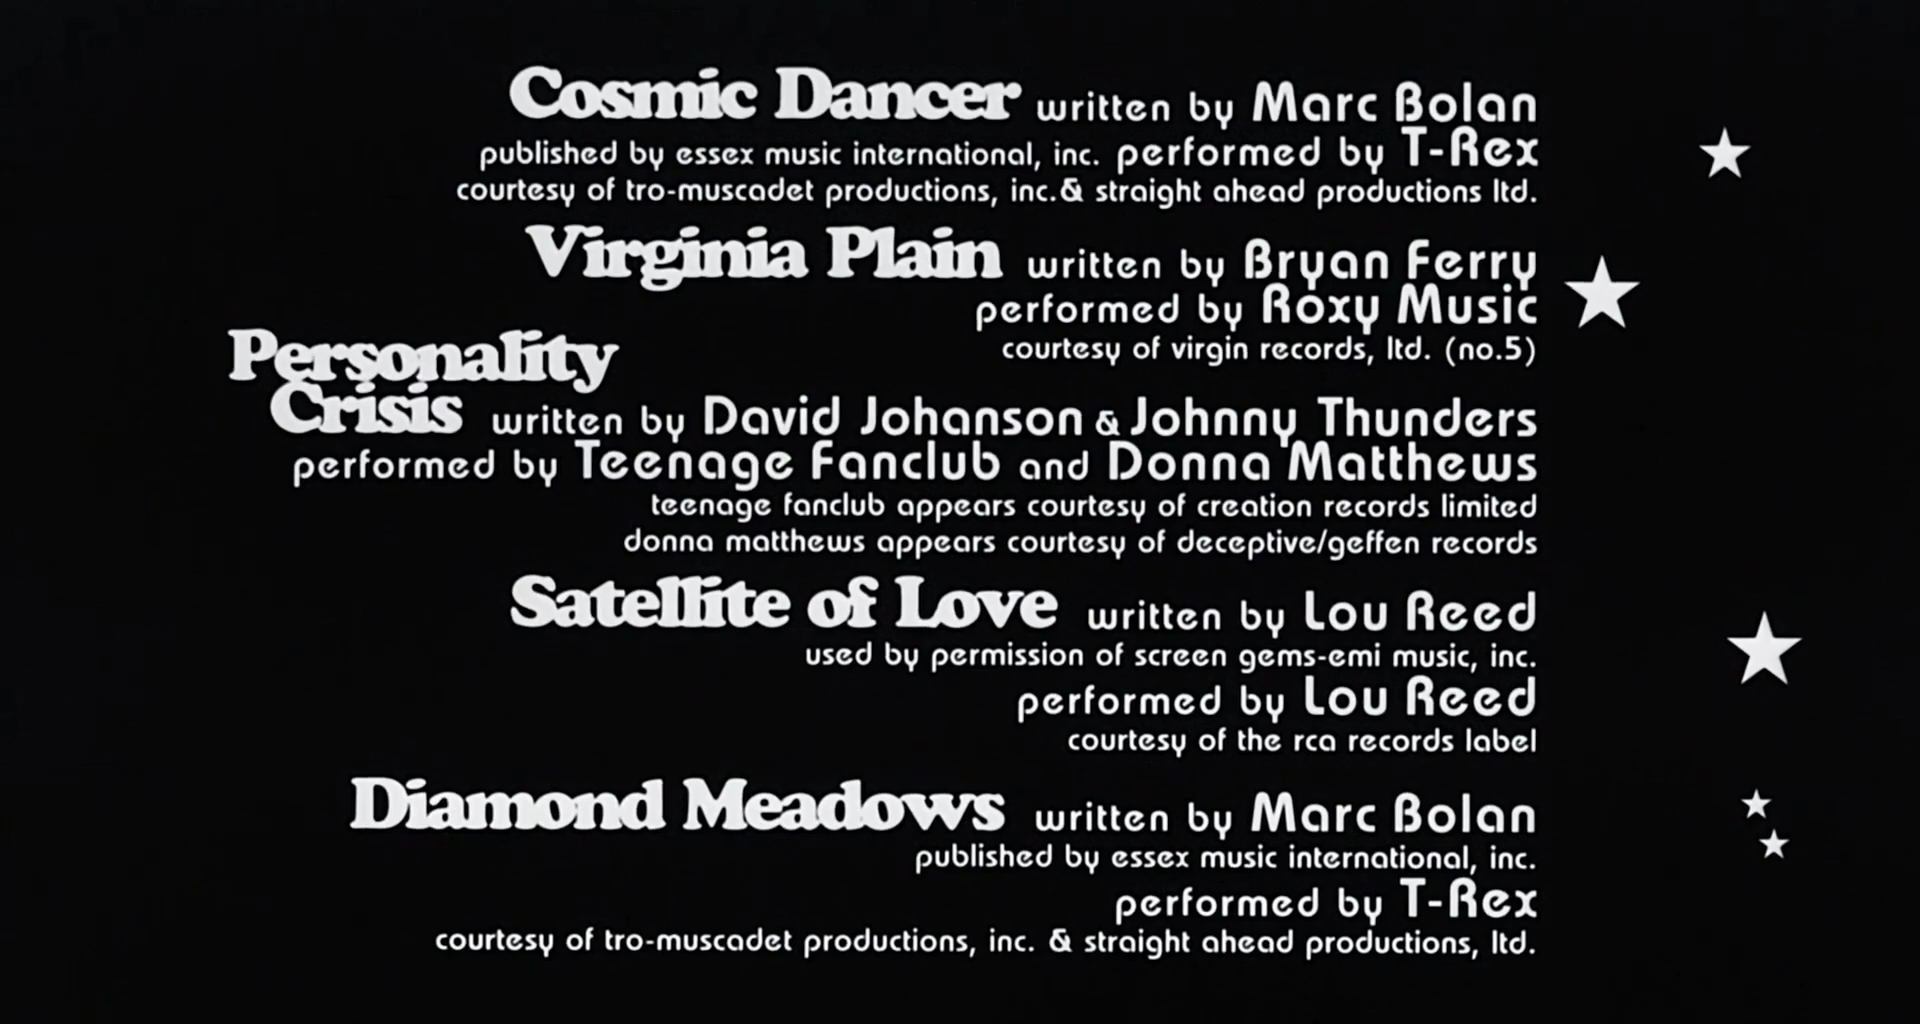 Cosmic Dancer written by Marc Bolan
published by essex music international, inc. performed by T-Rex
courtesy of tro-muscadet productions, inc.& straight ahead productions ltd.
Virginia Plain written by Bryan Ferry
performed by Roxy Music
courtesy of virgin records, ltd. (no.5)
Personality
Crisis written by David Johanson & Johnny Thunders
performed by Teenage Fanclub and Donna Matthews
teenage fanclub appears courtesy of creation records limited
donna matthews appears courtesy of deceptive/geffen records
Satellite of Love written by Lou Reed
used by permission of screen gems-emi music, inc.
performed by Lou Reed
courtesy of the rca records label
Diamond Meadows written by Marc Bolan
published by essex music international, inc.
performed by T-Rex
courtesy of tro-muscadet productions, inc. & straight ahead productions, ltd.